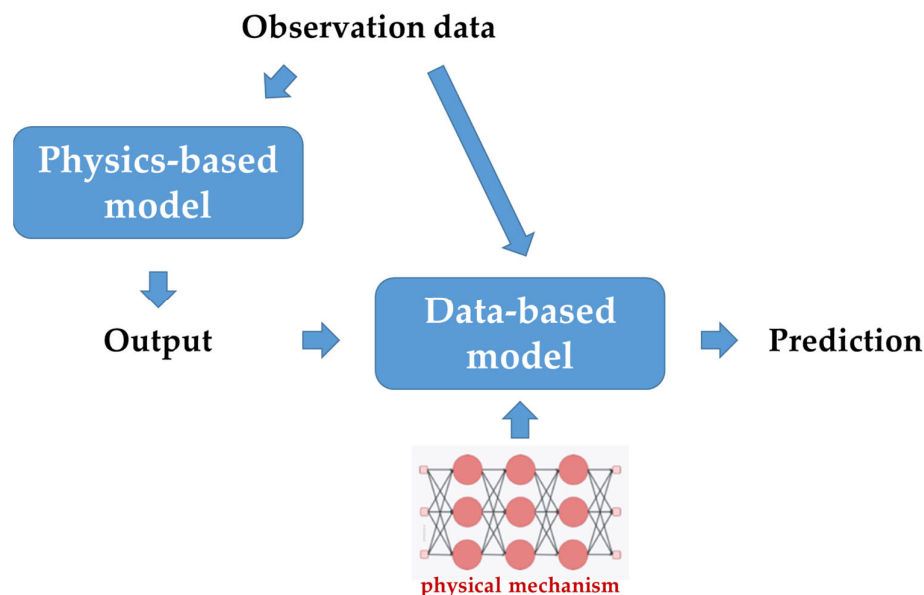 Observation data
Physics-based
model
Data-based
model
Output
Prediction
physical mechanism